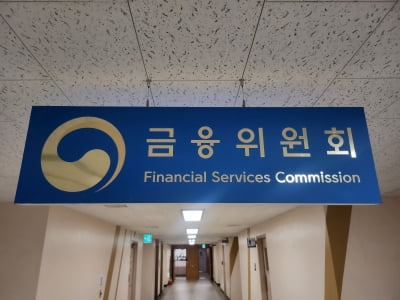 금융위원회
Financial Services Commission